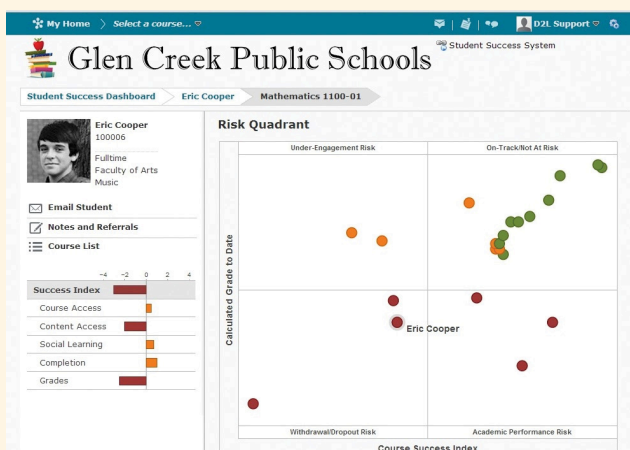 My Home
Select a course...
D2L Support
Glen Creek Public Schools
Student Success System
Student Success Dashboard
Eric Cooper
Mathematics 1100-01
Eric Cooper
100006
Fulltime
Faculty of Arts
Music
Email Student
Notes and Referrals
Course List
-4 -2 0 2 4
Success Index
Course Access
Content Access
Social Learning
Completion
Grades
Risk Quadrant
Under-Engagement Risk
On-Track/Not At Risk
Calculated Grade to Date
Eric Cooper
Withdrawal/Dropout Risk
Academic Performance Risk
Course Success Index